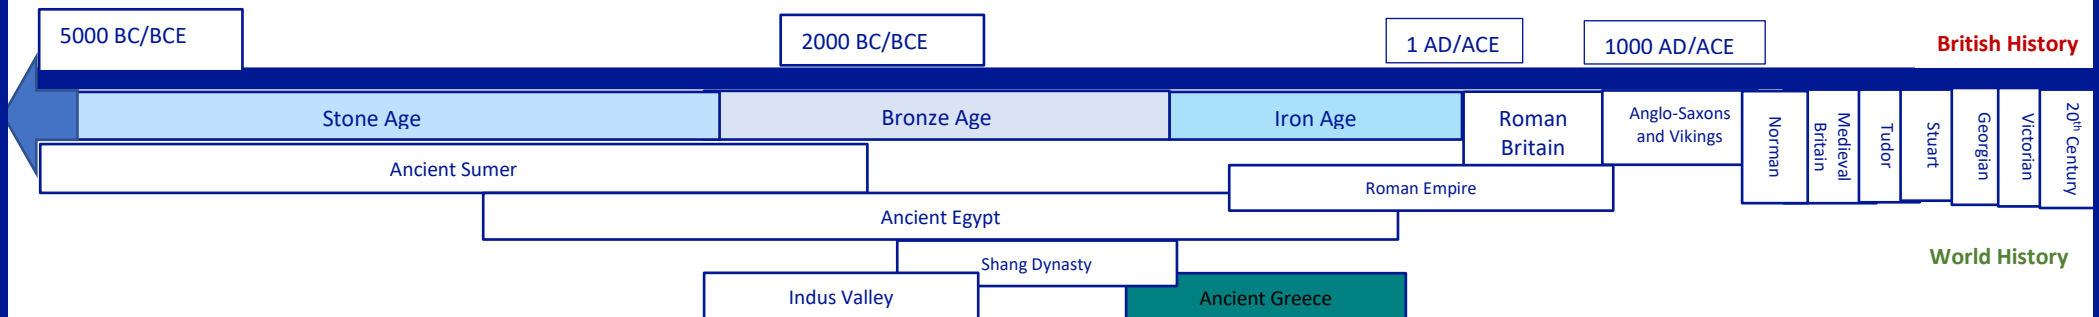 5000 BC/BCE
2000 BC/BCE
1 AD/ACE
1000 AD/ACE
British History
Stone Age
Bronze Age
Iron Age
Roman
Britain
Anglo-Saxons
and Vikings
Norman
Medieval
Britain
Tudor
Stuart
Georgian
Victorian
20th Century
Ancient Sumer
Roman Empire
Ancient Egypt
Shang Dynasty
World History
Indus Valley
Ancient Greece